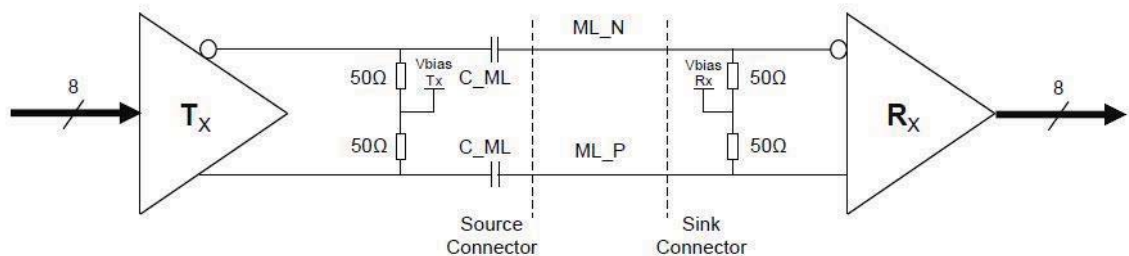 ML_N
8
TX
50Ω
Vbias
Tx
C_ML
Vbias
Rx
50Ω
RX
8
50Ω
C_ML
ML_P
50Ω
Source
Connector
Sink
Connector